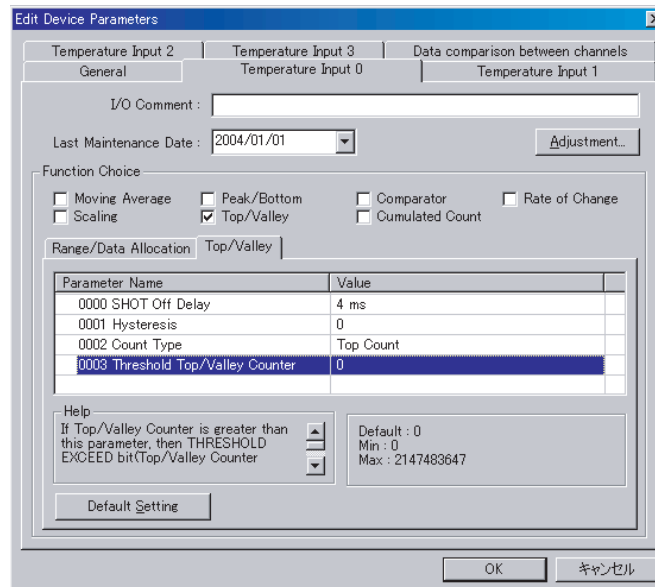 Edit Device Parameters
Temperature Input 2 Temperature Input 3 Data comparison between channels
General Temperature Input 0 Temperature Input 1
I/O Comment :
Last Maintenance Date : 2004/01/01 Adjustment...
Function Choice
Moving Average Peak/Bottom Comparator Rate of Change
Scaling Top/Valley Cumulated Count
Range/Data Allocation Top/Valley
Parameter Name Value
0000 SHOT Off Delay 4 ms
0001 Hysteresis 0
0002 Count Type Top Count
0003 Threshold Top/Valley Counter 0
Help
If Top/Valley Counter is greater than
this parameter, then THRESHOLD
EXCEED bit(Top/Valley Counter
Default : 0
Min : 0
Max : 2147483647
Default Setting
OK キャンセル